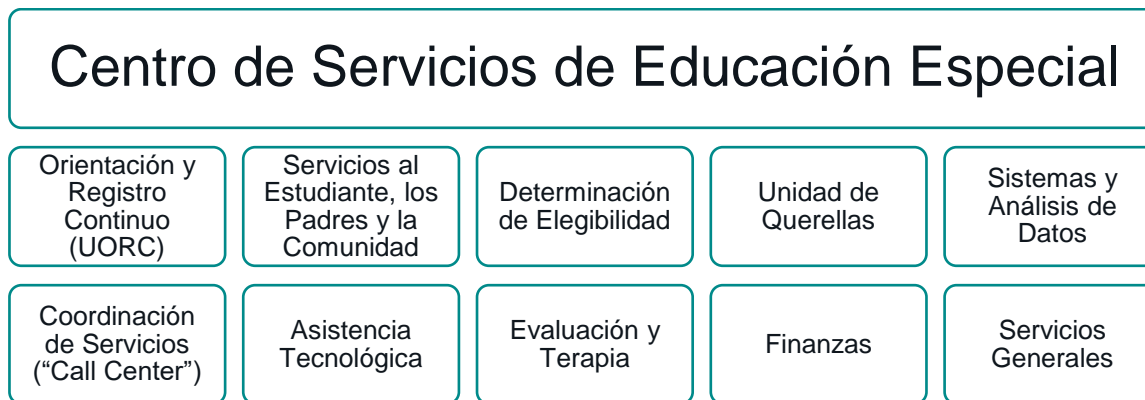 Centro de Servicios de Educación Especial
Orientación y
Registro
Continuo
(UORC)
Servicios al
Estudiante, los
Padres y la
Comunidad
Determinación
de Elegibilidad
Unidad de
Querellas
Sistemas y
Análisis de
Datos
Coordinación
de Servicios
(“Call Center”)
Asistencia
Tecnológica
Evaluación y
Terapia
Finanzas
Servicios
Generales